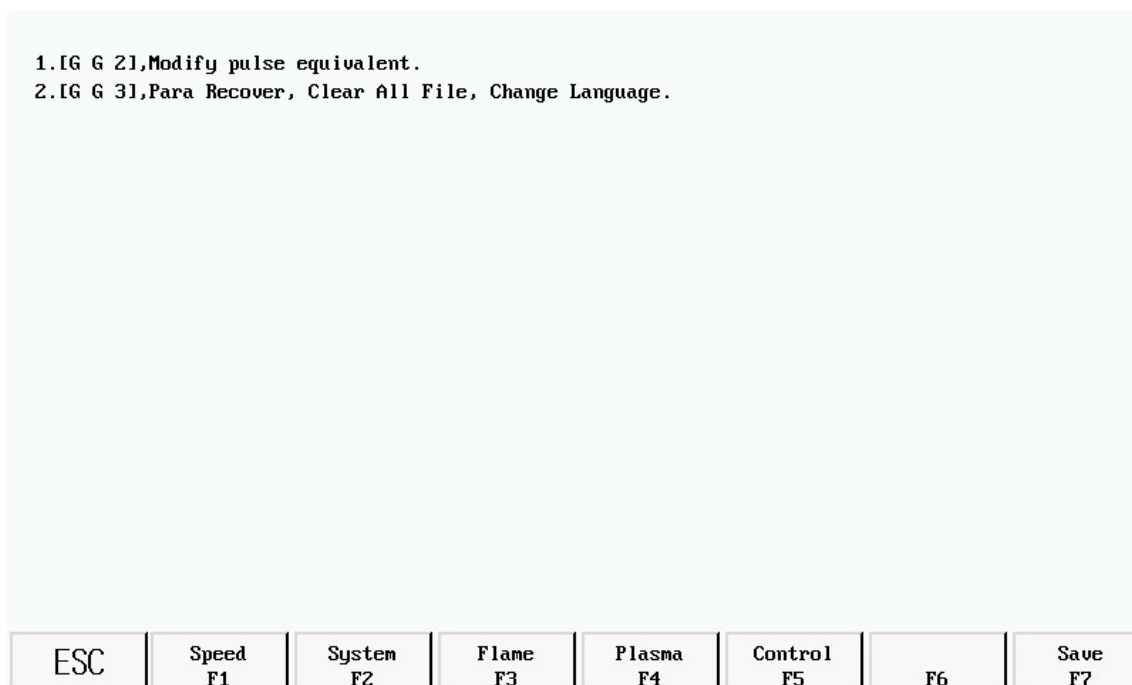 1.[G G 2],Modify pulse equivalent.
2.[G G 3],Para Recover, Clear All File, Change Language.
ESC Speed System Flame Plasma Control Save
F1 F2 F3 F4 F5 F6 F7